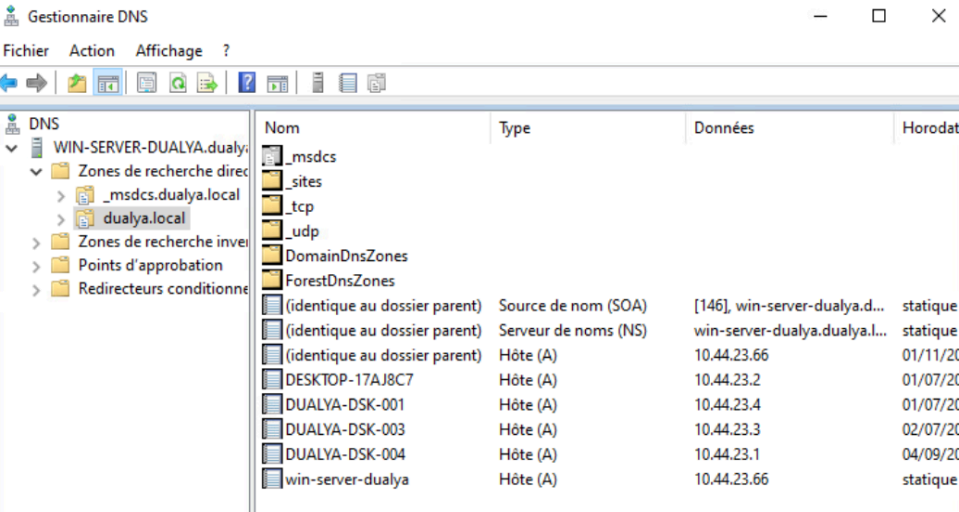 Gestionnaire DNS
Fichier Action Affichage ?
DNS
WIN-SERVER-DUALYA.dualya
Zones de recherche direc
_msdcs.dualya.local
dualya.local
Zones de recherche inve
Points d'approbation
Redirecteurs conditionne
Nom Type Données Horodat
_msdcs
_sites
_tcp
_udp
DomainDnsZones
ForestDnsZones
(identique au dossier parent) Source de nom (SOA) [146], win-server-dualya.d... statique
(identique au dossier parent) Serveur de noms (NS) win-server-dualya.dualya.l... statique
(identique au dossier parent) Hôte (A) 10.44.23.66 01/11/20
DESKTOP-17AJ8C7 Hôte (A) 10.44.23.2 01/07/20
DUALYA-DSK-001 Hôte (A) 10.44.23.4 01/07/20
DUALYA-DSK-003 Hôte (A) 10.44.23.3 02/07/20
DUALYA-DSK-004 Hôte (A) 10.44.23.1 04/09/20
win-server-dualya Hôte (A) 10.44.23.66 statique